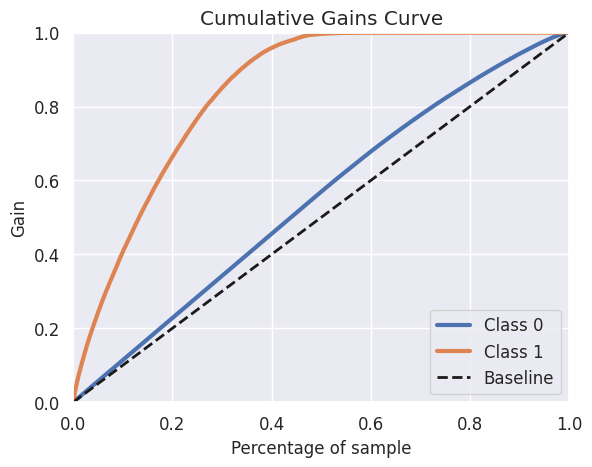 Cumulative Gains Curve
1.0
0.8
0.6
0.4
0.2
0.0
Gain
0.0 0.2 0.4 0.6 0.8 1.0
Percentage of sample
Class 0
Class 1
Baseline